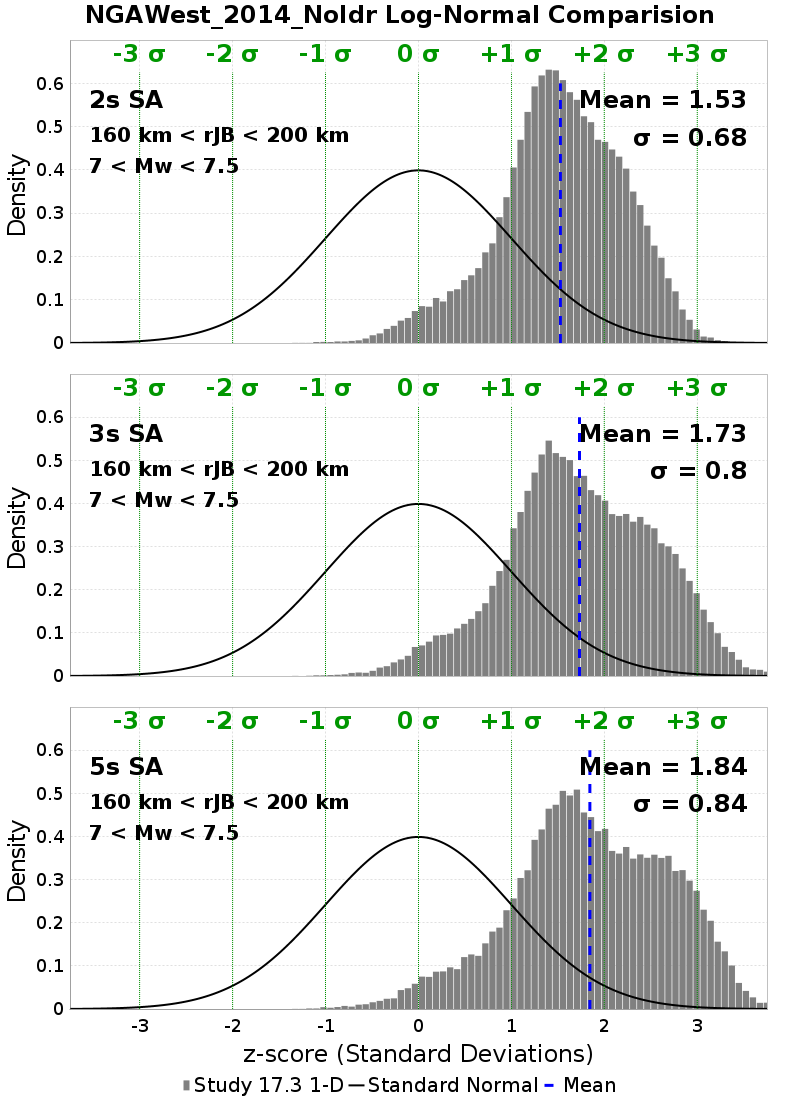 NGAWest_2014_NoIdr Log-Normal Comparision
-3 σ -2 σ -1 σ 0 σ +1 σ +2 σ +3 σ
2s SA
Mean = 1.53
160 km < rJB < 200 km
σ = 0.68
7 < Mw < 7.5
0.6
0.5
0.4
0.3
0.2
0.1
0
Density
-3 σ -2 σ -1 σ 0 σ +1 σ +2 σ +3 σ
3s SA
Mean = 1.73
160 km < rJB < 200 km
σ = 0.8
7 < Mw < 7.5
0.6
0.5
0.4
0.3
0.2
0.1
0
Density
-3 σ -2 σ -1 σ 0 σ +1 σ +2 σ +3 σ
5s SA
Mean = 1.84
160 km < rJB < 200 km
σ = 0.84
7 < Mw < 7.5
0.6
0.5
0.4
0.3
0.2
0.1
0
Density
-3 -2 -1 0 1 2 3
z-score (Standard Deviations)
Study 17.3 1-D Standard Normal Mean